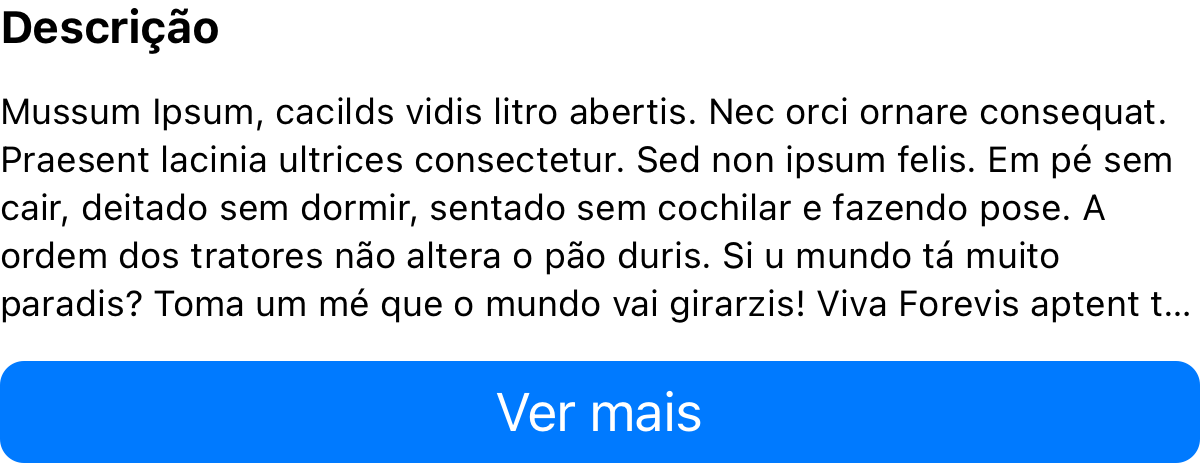 Descrição
Mussum Ipsum, cacilds vidis litro abertis. Nec orci ornare consequat.
Praesent lacinia ultrices consectetur. Sed non ipsum felis. Em pé sem
cair, deitado sem dormir, sentado sem cochilar e fazendo pose. A
ordem dos tratores não altera o pão duris. Si u mundo tá muito
paradis? Toma um mé que o mundo vai girarzis! Viva Forevis aptent t...
Ver mais